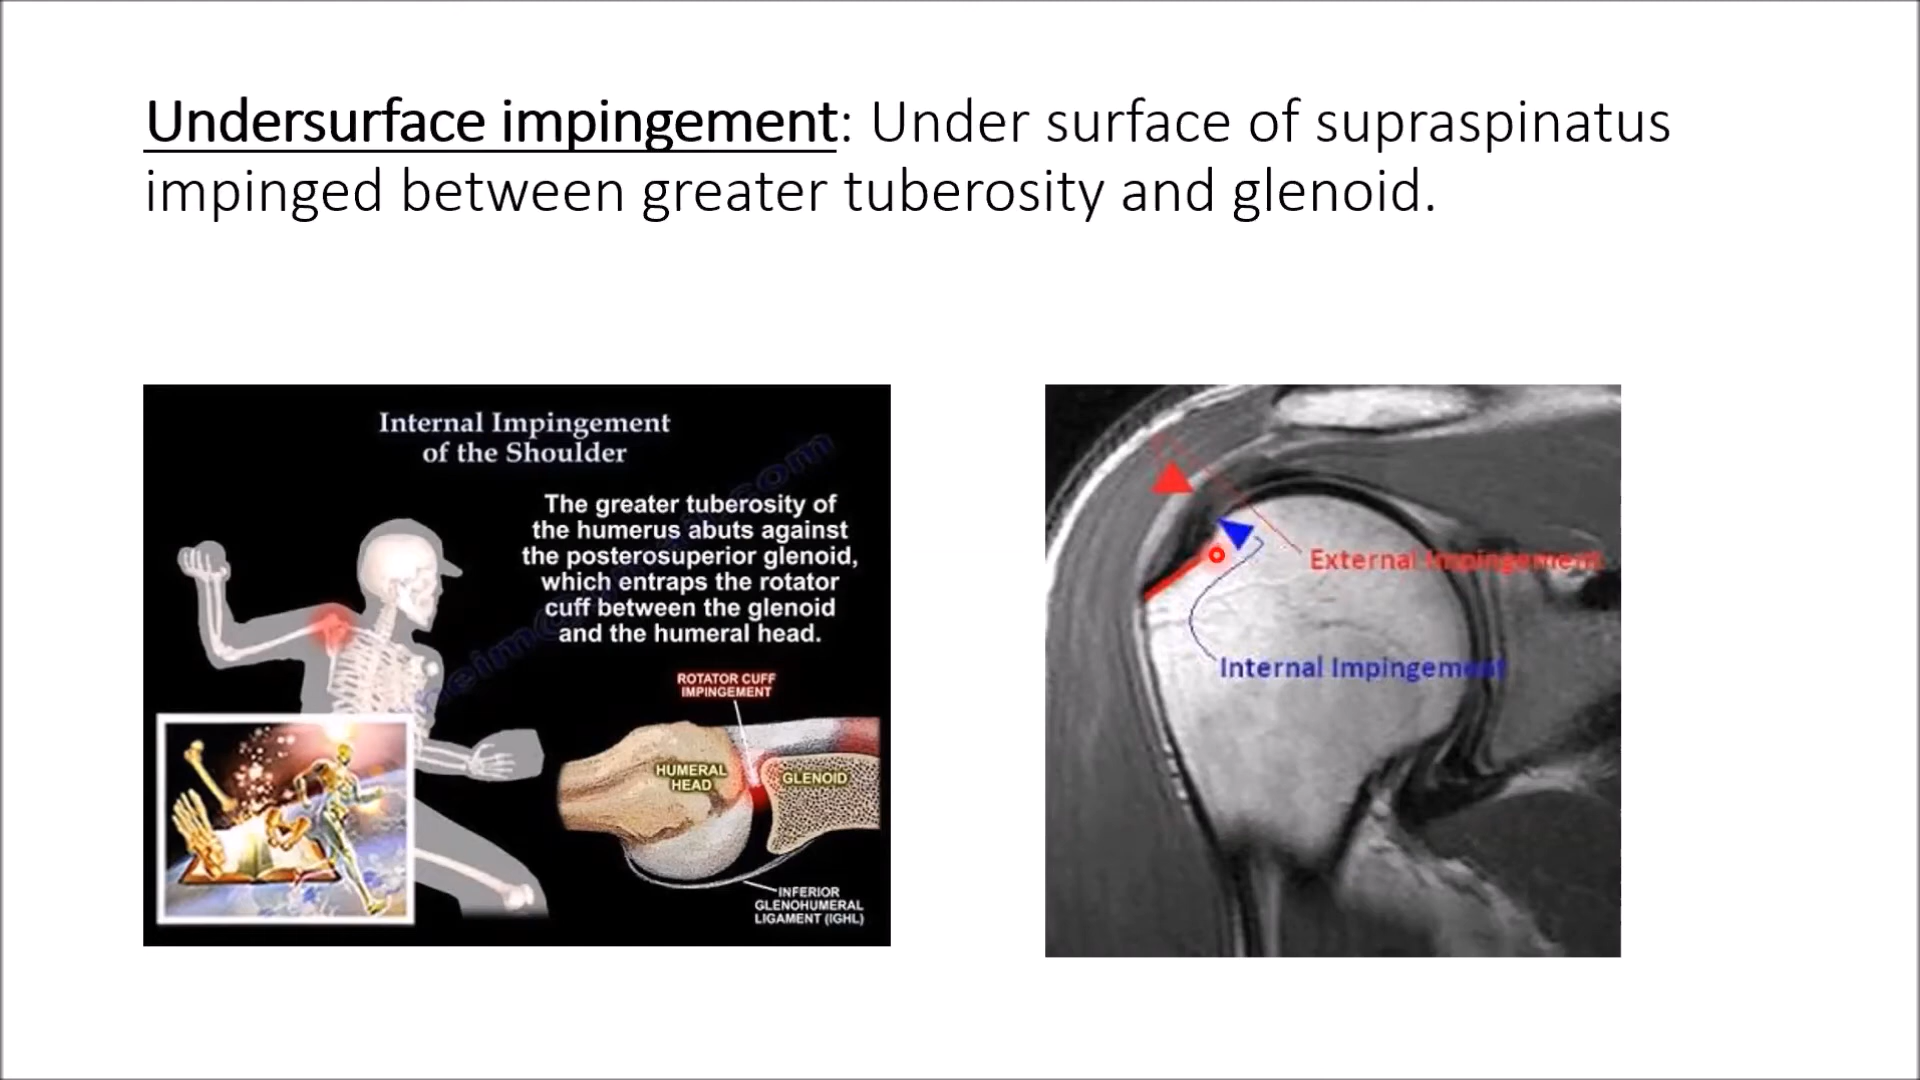 Undersurface impingement: Under surface of supraspinatus
impinged between greater tuberosity and glenoid.
Internal Impingement
of the Shoulder
The greater tuberosity of
the humerus abuts against
the posterosuperior glenoid,
which entraps the rotator
cuff between the glenoid
and the humeral head.
ROTATOR CUFF
IMPINGEMENT
HUMERAL
HEAD
GLENOID
INFERIOR
GLENOHUMERAL
LIGAMENT (IGHL)
External Impingement
Internal Impingement